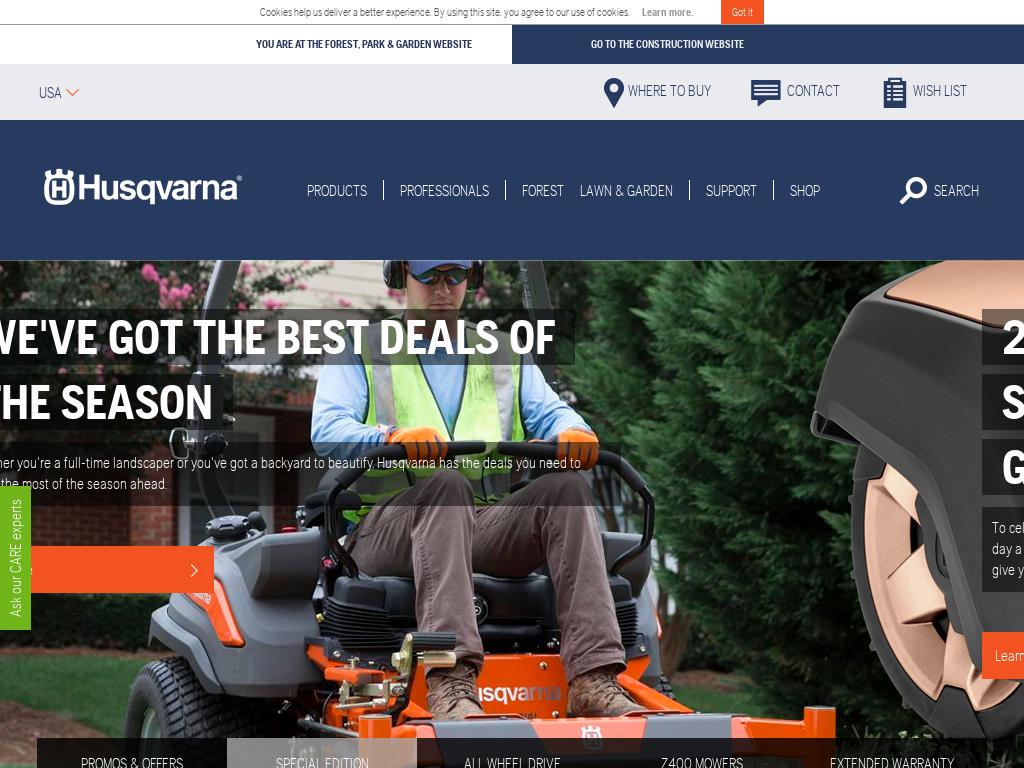 Cookies help us deliver a better experience. By using this site, you agree to our use of cookies. Learn more. Got it
YOU ARE AT THE FOREST, PARK & GARDEN WEBSITE
GO TO THE CONSTRUCTION WEBSITE
USA
WHERE TO BUY
CONTACT
WISH LIST
Husqvarna
PRODUCTS
PROFESSIONALS
FOREST
LAWN & GARDEN
SUPPORT
SHOP
SEARCH
WE'VE GOT THE BEST DEALS OF
THE SEASON
her you're a full-time landscaper or you've got a backyard to beautify, Husqvarna has the deals you need to
the most of the season ahead.
Ask our CARE experts
2
S
G
To cel
day a
give y
Learn
usqvarna
PROMOS & OFFERS
SPECIAL EDITION
ALL WHEEL DRIVE
Z400 MOWERS
EXTENDED WARRANTY